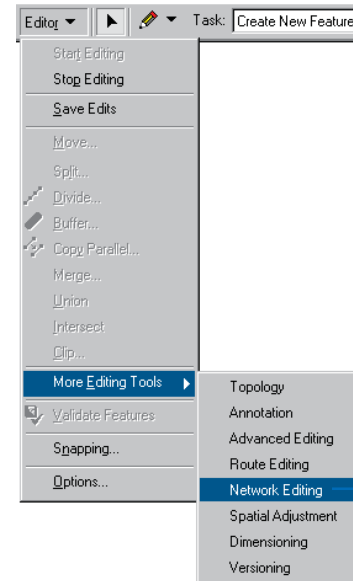 Editor Task: Create New Feature
Start Editing
Stop Editing
Save Edits
Move...
Split...
Divide...
Buffer...
Copy Parallel...
Merge...
Union
Intersect
Clip...
More Editing Tools
Validate Features
Snapping...
Options...
Topology
Annotation
Advanced Editing
Route Editing
Network Editing
Spatial Adjustment
Dimensioning
Versioning